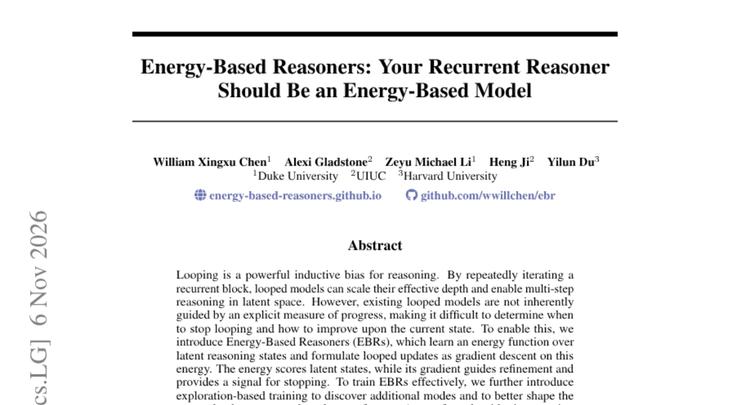 Energy-Based Reasoners: Your Recurrent Reasoner
Should Be an Energy-Based Model
William Xingxu Chen¹ Alexi Gladstone² Zeyu Michael Li¹ Heng Ji² Yilun Du³
¹Duke University ²UIUC ³Harvard University
energy-based-reasoners.github.io github.com/wwillchen/ebr
cs.LG] 6 Nov 2026
Abstract
Looping is a powerful inductive bias for reasoning. By repeatedly iterating a
recurrent block, looped models can scale their effective depth and enable multi-step
reasoning in latent space. However, existing looped models are not inherently
guided by an explicit measure of progress, making it difficult to determine when
to stop looping and how to improve upon the current state. To enable this, we
introduce Energy-Based Reasoners (EBRs), which learn an energy function over
latent reasoning states and formulate looped updates as gradient descent on this
energy. The energy scores latent states, while its gradient guides refinement and
provides a signal for stopping. To train EBRs effectively, we further introduce
exploration-based training to discover additional modes and to better shape the